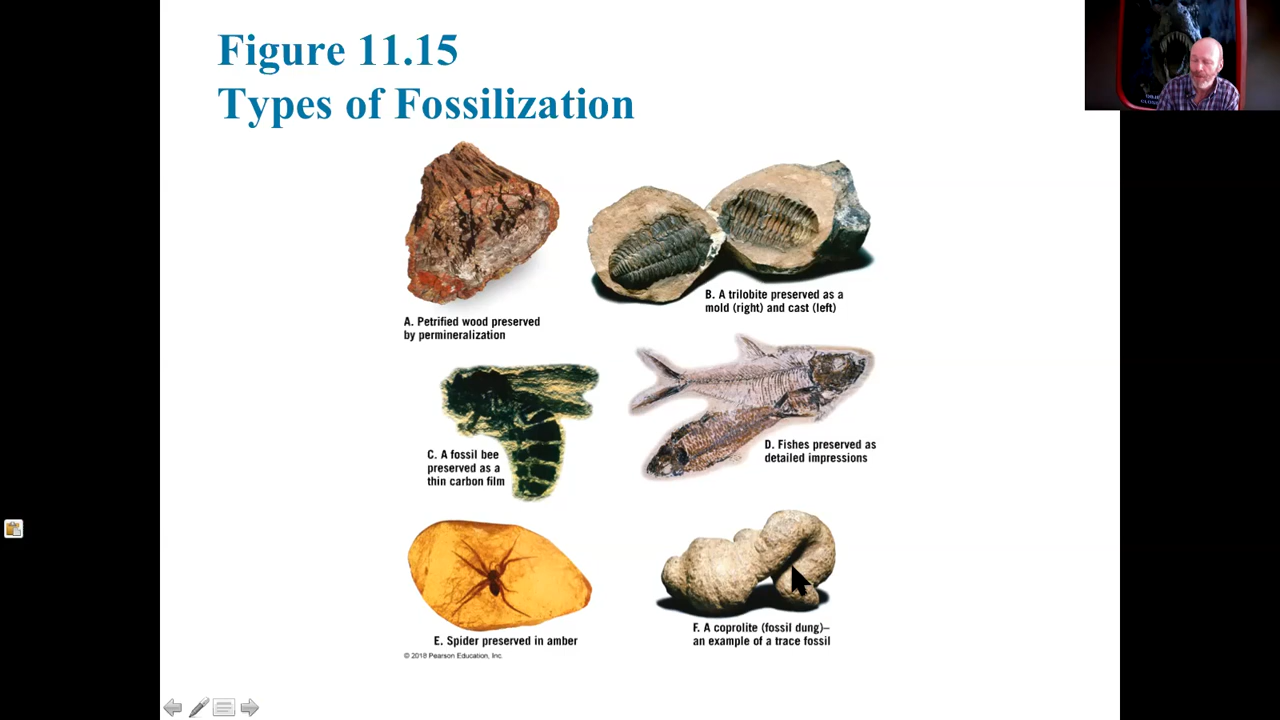 Figure 11.15
Types of Fossilization
A. Petrified wood preserved
by permineralization
B. A trilobite preserved as a
mold (right) and cast (left)
C. A fossil bee
preserved as a
thin carbon film
D. Fishes preserved as
detailed impressions
E. Spider preserved in amber
F. A coprolite (fossil dung)–
an example of a trace fossil
© 2018 Pearson Education, Inc.